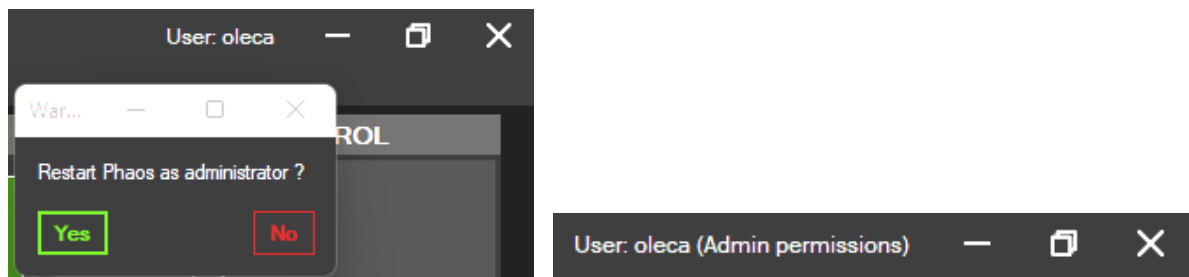 User: oleca
War...
ROL
Restart Phaos as administrator ?
Yes
No
User: oleca (Admin permissions)